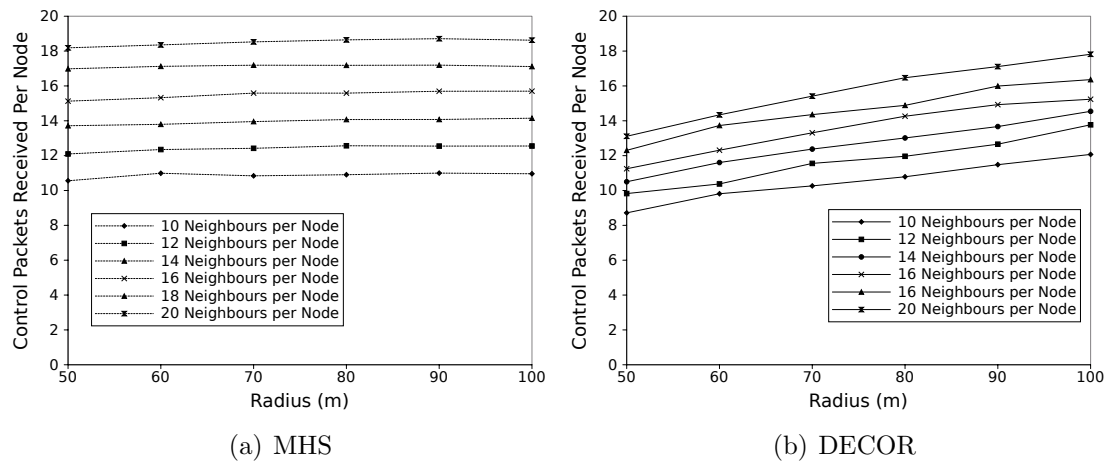 Control Packets Received Per Node
20
18
16
14
12
10
8
6
4
2
0
10 Neighbours per Node
12 Neighbours per Node
14 Neighbours per Node
16 Neighbours per Node
18 Neighbours per Node
20 Neighbours per Node
50 60 70 80 90 100
Radius (m)
(a) MHS
Control Packets Received Per Node
20
18
16
14
12
10
8
6
4
2
0
10 Neighbours per Node
12 Neighbours per Node
14 Neighbours per Node
16 Neighbours per Node
16 Neighbours per Node
20 Neighbours per Node
50 60 70 80 90 100
Radius (m)
(b) DECOR